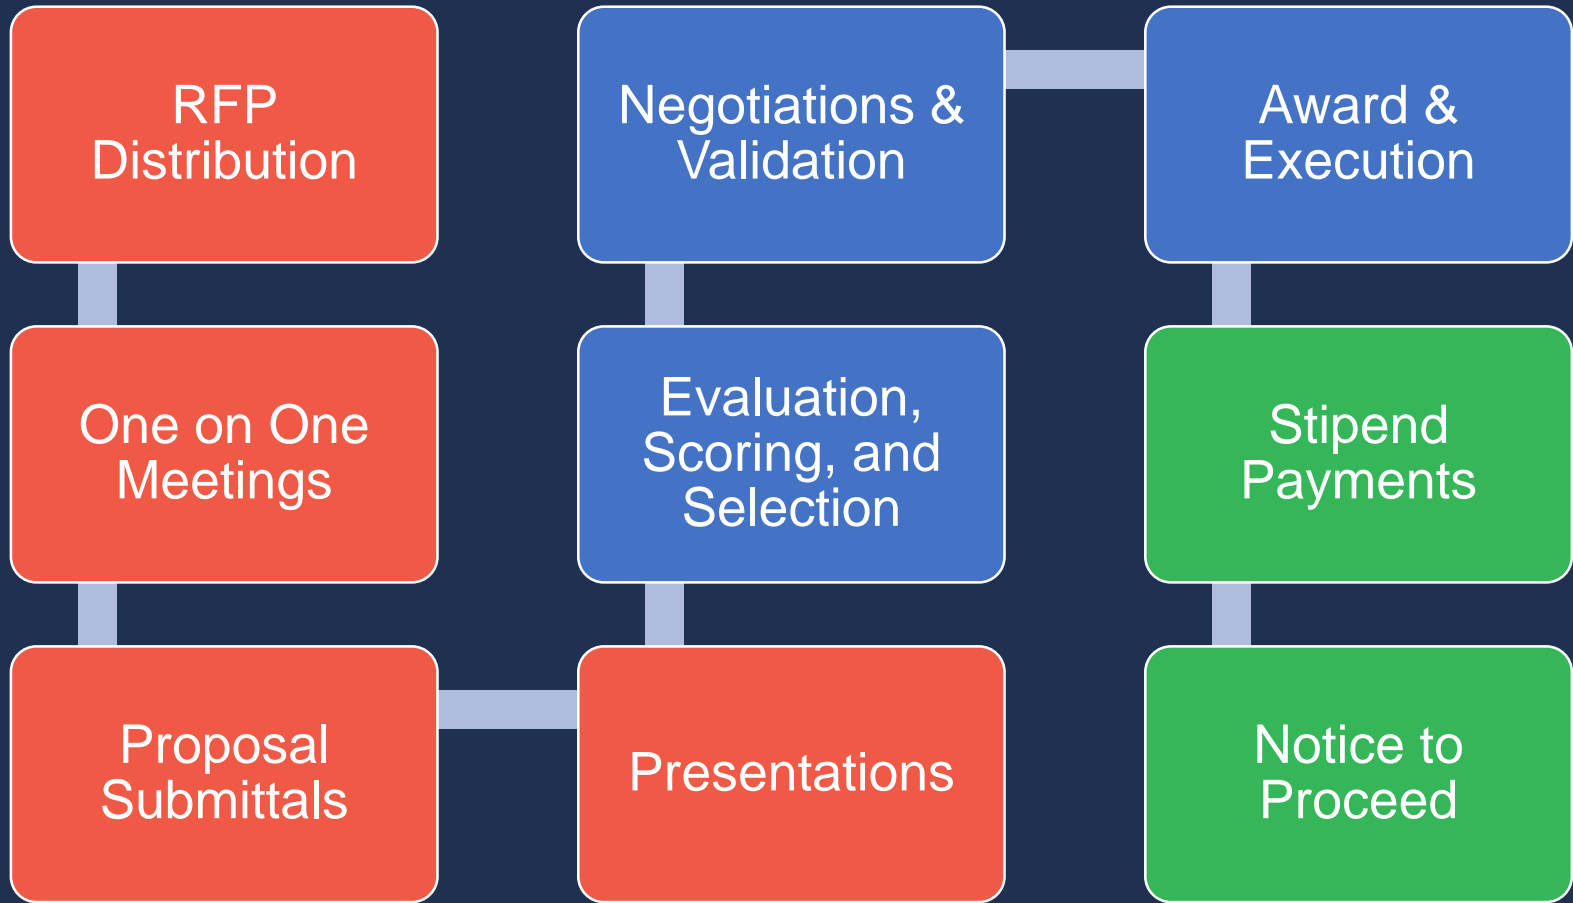 RFP
Distribution
One on One
Meetings
Proposal
Submittals
Presentations
Evaluation,
Scoring, and
Selection
Negotiations &
Validation
Award &
Execution
Stipend
Payments
Notice to
Proceed